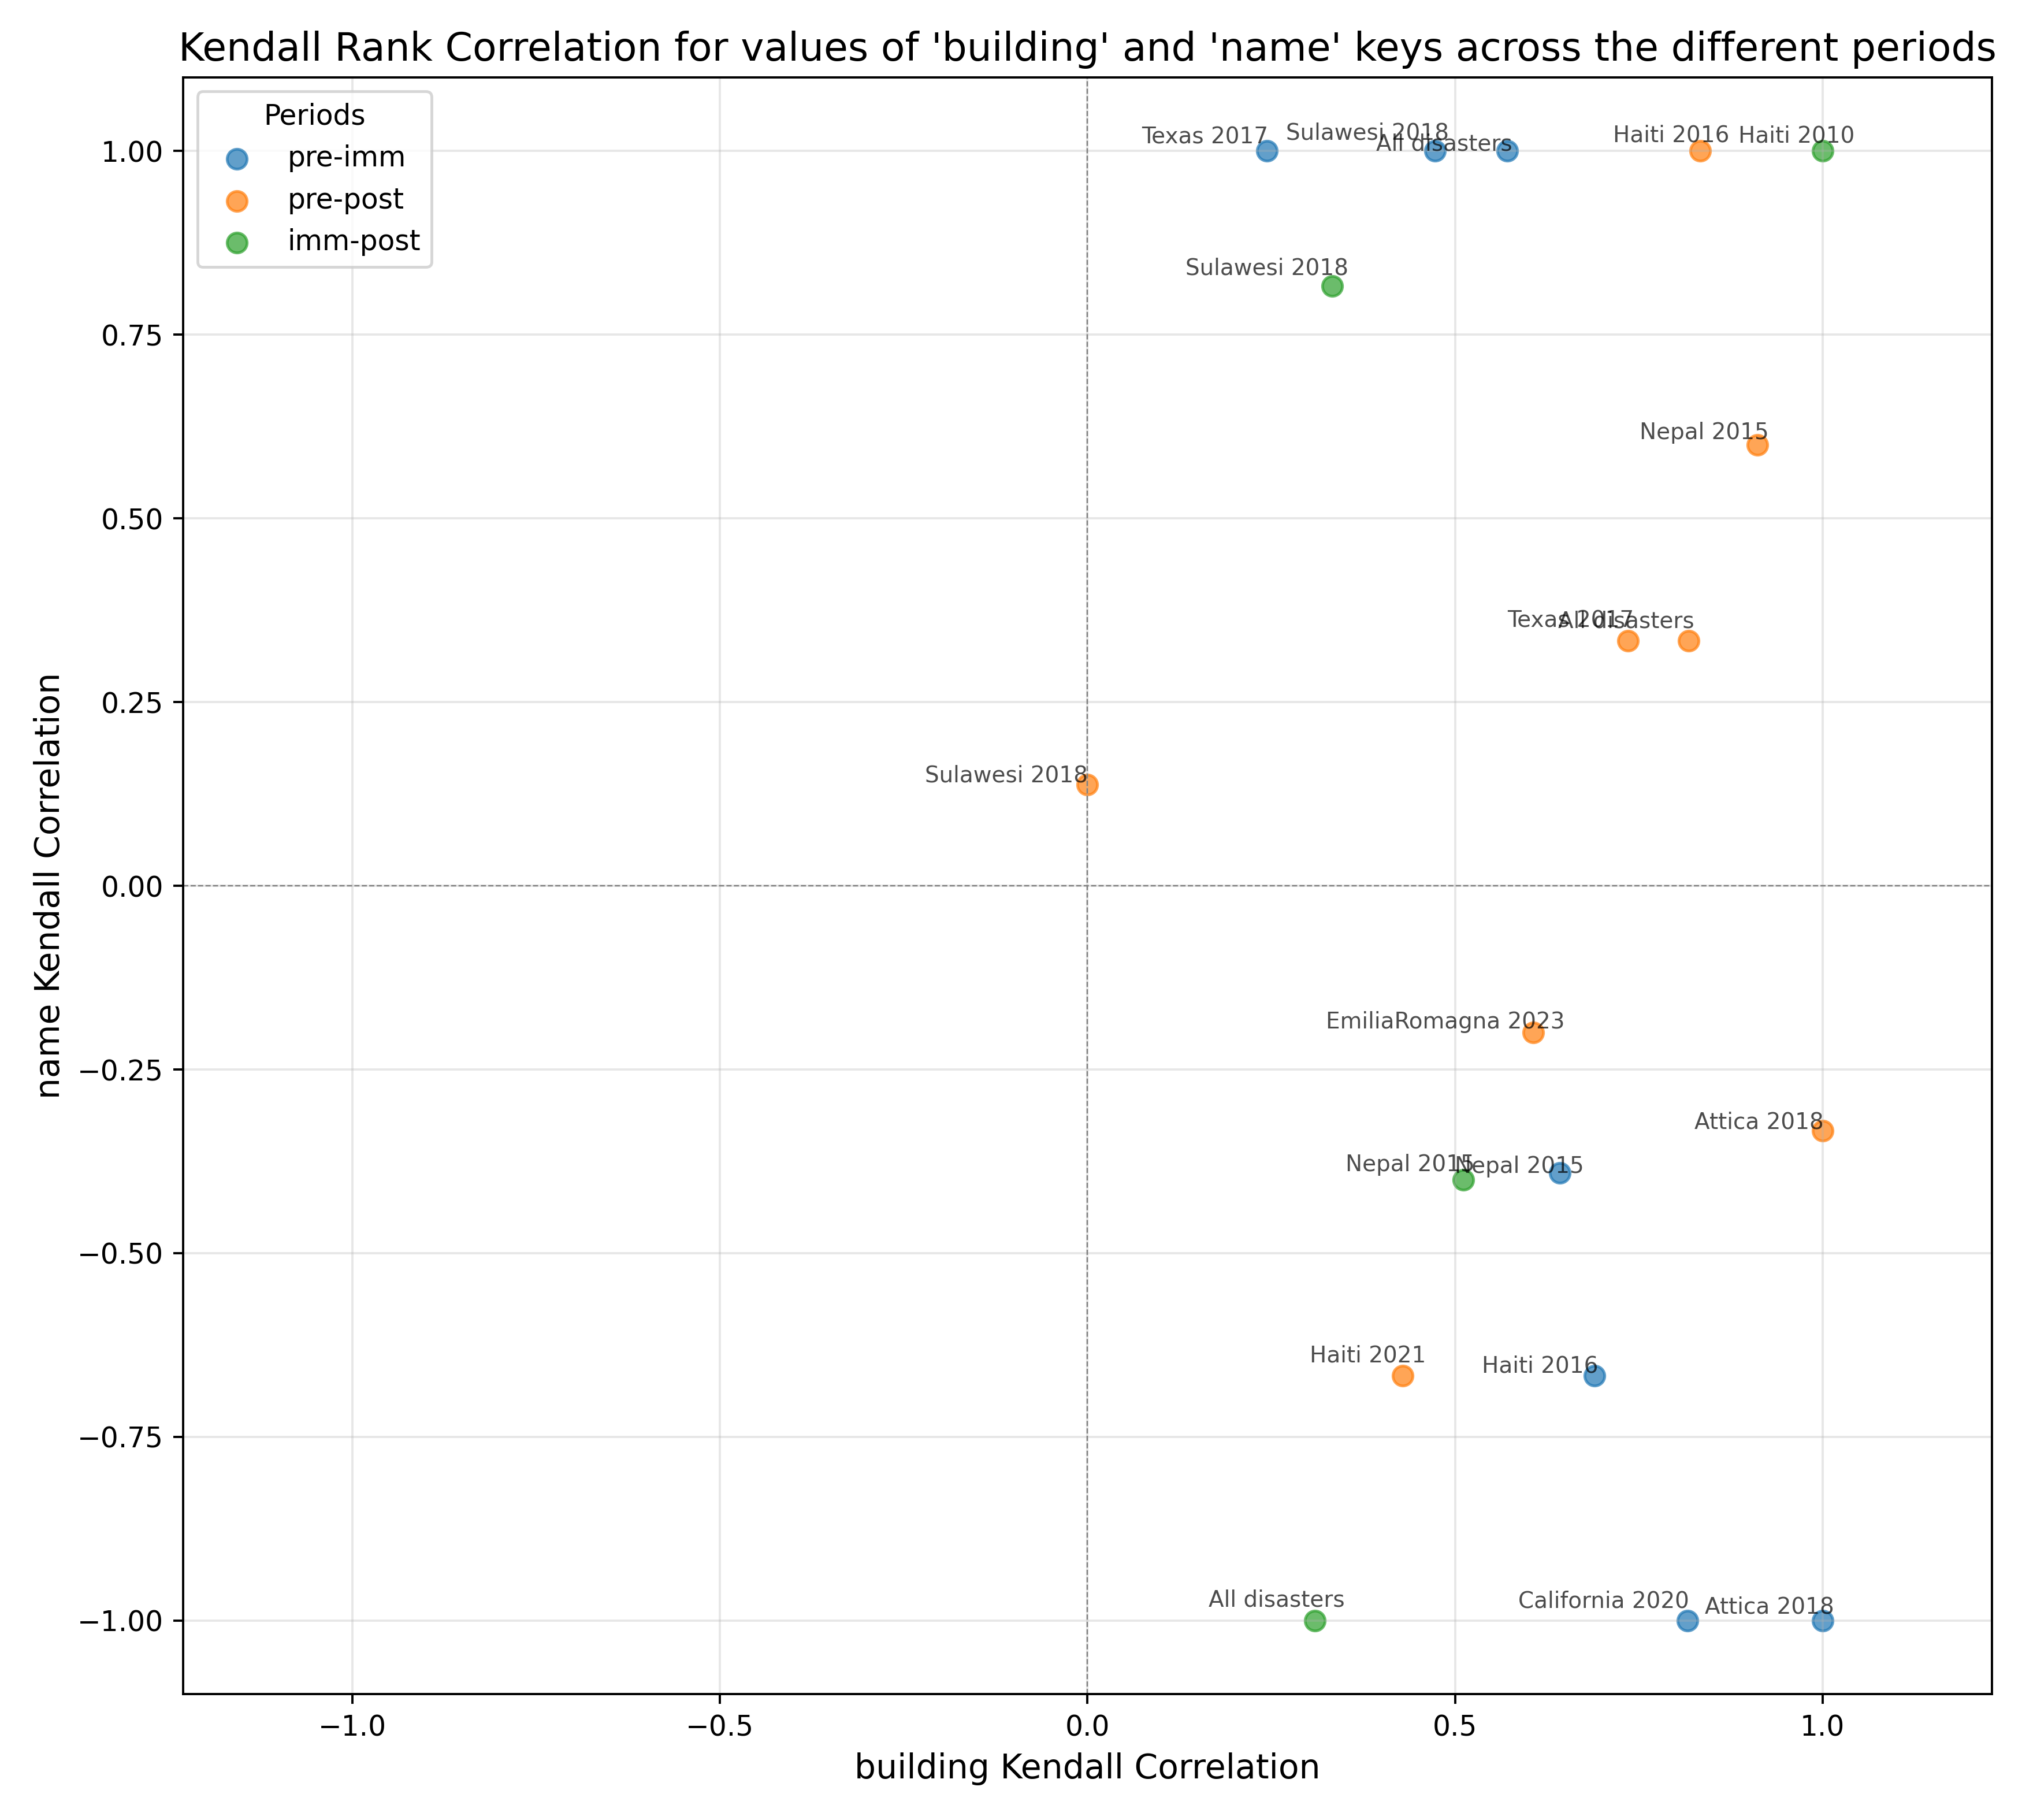 Kendall Rank Correlation for values of 'building' and 'name' keys across the different periods
Periods
pre-imm
pre-post
imm-post
name Kendall Correlation
1.00
0.75
0.50
0.25
0.00
−0.25
−0.50
−0.75
−1.00
Texas 2017
Sulawesi 2018
All disasters
Haiti 2016
Haiti 2010
Sulawesi 2018
Nepal 2015
Texas 2017
All disasters
Sulawesi 2018
EmiliaRomagna 2023
Attica 2018
Nepal 2015
Nepal 2015
Haiti 2021
Haiti 2016
All disasters
California 2020
Attica 2018
−1.0
−0.5
0.0
0.5
1.0
building Kendall Correlation